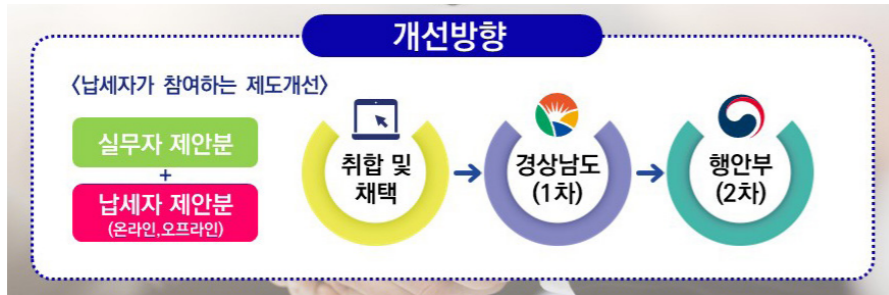 개선방향
<납세자가 참여하는 제도개선>
실무자 제안분
+
납세자 제안분
(온라인,오프라인)
취합 및
채택
경상남도
(1차)
행안부
(2차)